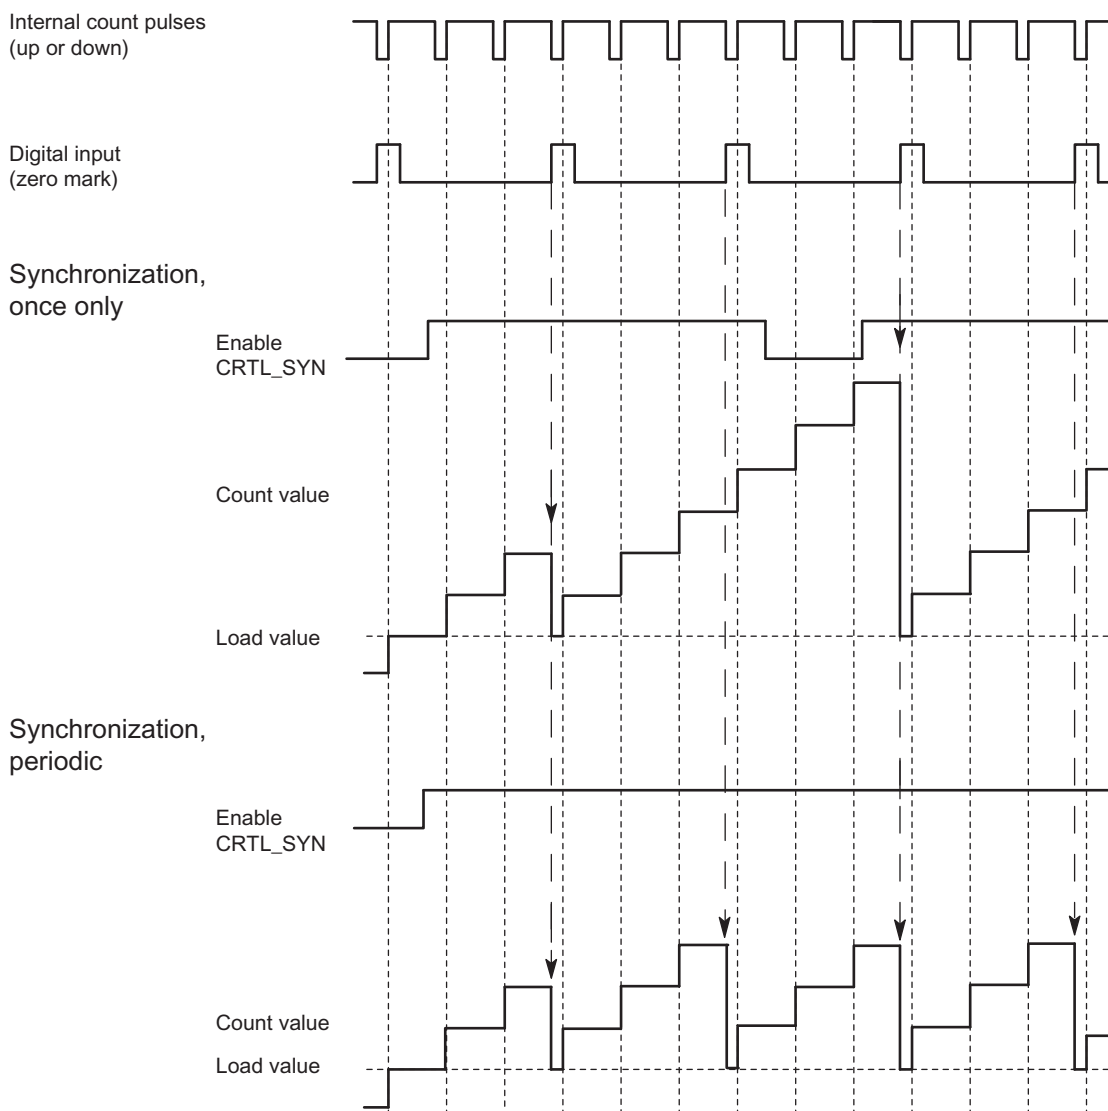 Internal count pulses
(up or down)
Digital input
(zero mark)
Synchronization,
once only
Enable
CRTL_SYN
Count value
Load value
Synchronization,
periodic
Enable
CRTL_SYN
Count value
Load value